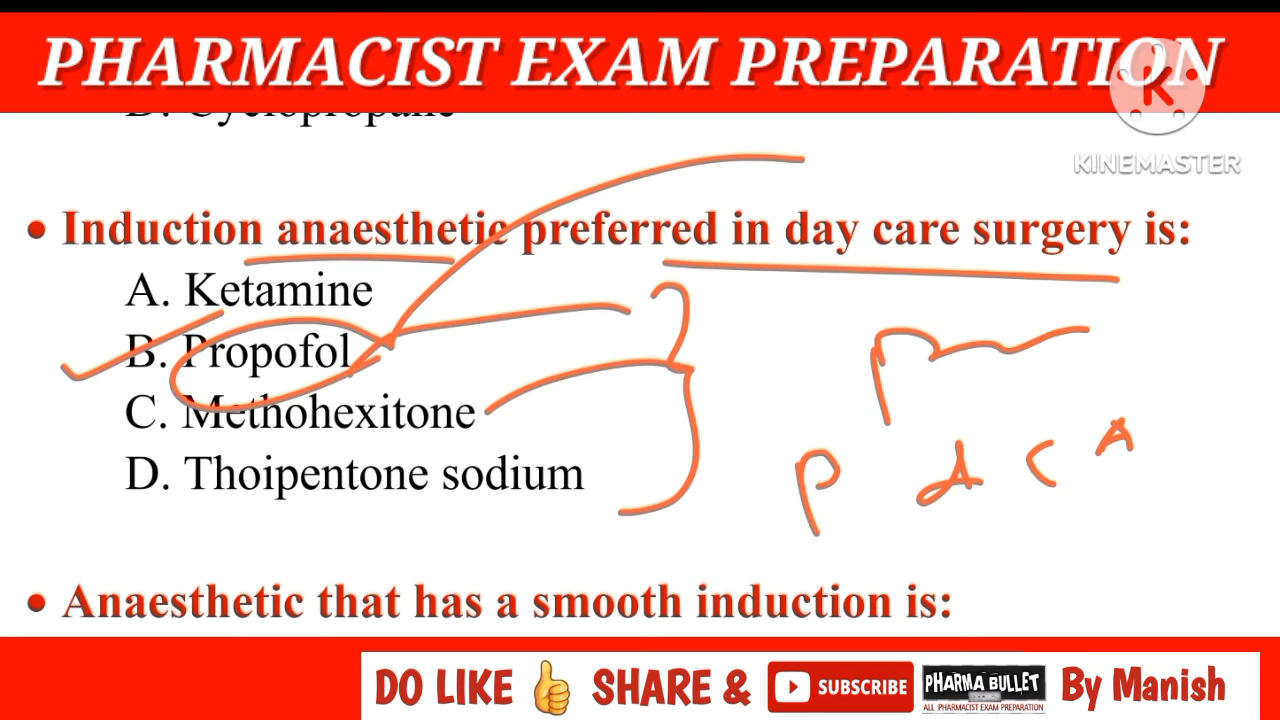 PHARMACIST EXAM PREPARATION
K
KINEMASTER
D. Cyclopropane
• Induction anaesthetic preferred in day care surgery is:
A. Ketamine
B. Propofol
C. Methohexitone
D. Thoipentone sodium
P
P d C A
• Anaesthetic that has a smooth induction is:
DO LIKE 👍 SHARE & SUBSCRIBE PHARMA BULLET By Manish
ALL PHARMACIST EXAM PREPARATION